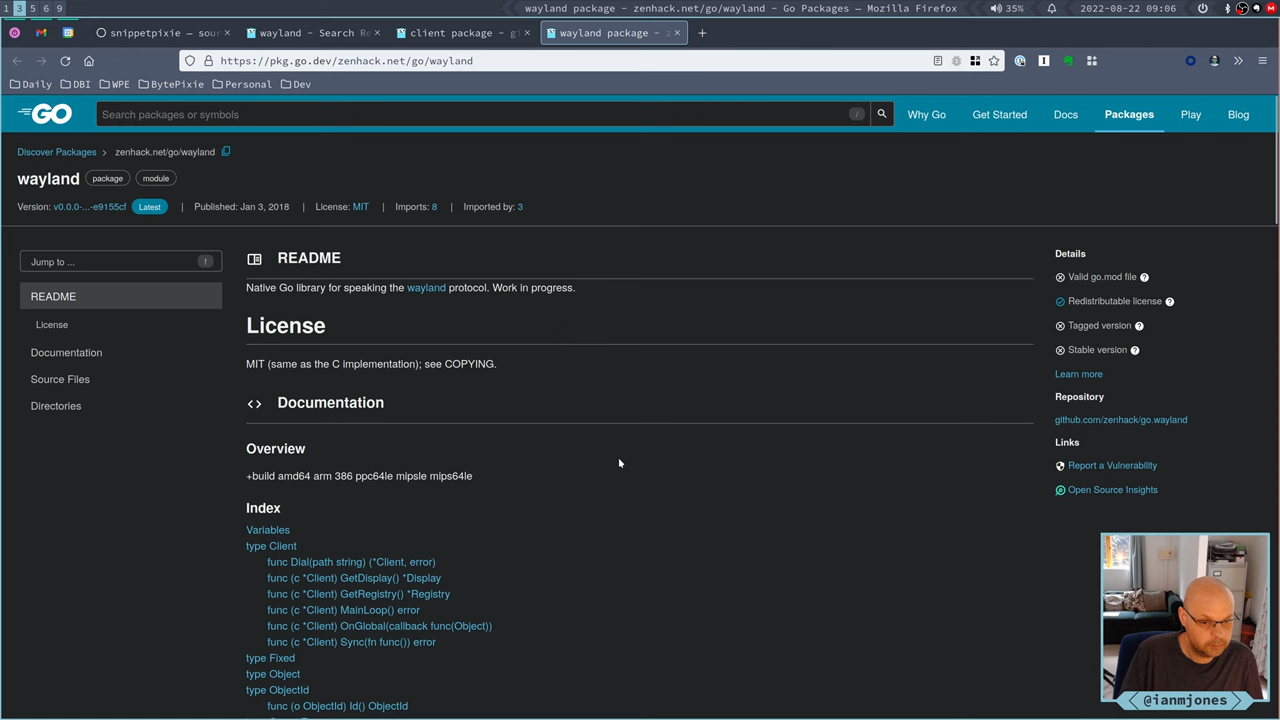 1 3 5 6 9
wayland package - zenhack.net/go/wayland - Go Packages — Mozilla Firefox
35%
2022-08-22 09:06
snippetpixie — sour
wayland - Search Re
client package - gi
wayland package - z
https://pkg.go.dev/zenhack.net/go/wayland
Daily
DBI
WPE
BytePixie
Personal
Dev
GO
Search packages or symbols
/
Why Go
Get Started
Docs
Packages
Play
Blog
Discover Packages > zenhack.net/go/wayland
wayland
package
module
Version: v0.0.0-...-e9155cf
Latest
| Published: Jan 3, 2018
| License: MIT
| Imports: 8
| Imported by: 3
Jump to ...
f
README
License
Documentation
Source Files
Directories
README
Native Go library for speaking the wayland protocol. Work in progress.
License
MIT (same as the C implementation); see COPYING.
Documentation
Overview
+build amd64 arm 386 ppc64le mipsle mips64le
Index
Variables
type Client
func Dial(path string) (*Client, error)
func (c *Client) GetDisplay() *Display
func (c *Client) GetRegistry() *Registry
func (c *Client) MainLoop() error
func (c *Client) OnGlobal(callback func(Object))
func (c *Client) Sync(fn func()) error
type Fixed
type Object
type ObjectId
func (o ObjectId) Id() ObjectId
Details
Valid go.mod file
Redistributable license
Tagged version
Stable version
Learn more
Repository
github.com/zenhack/go.wayland
Links
Report a Vulnerability
Open Source Insights
@ianmjones